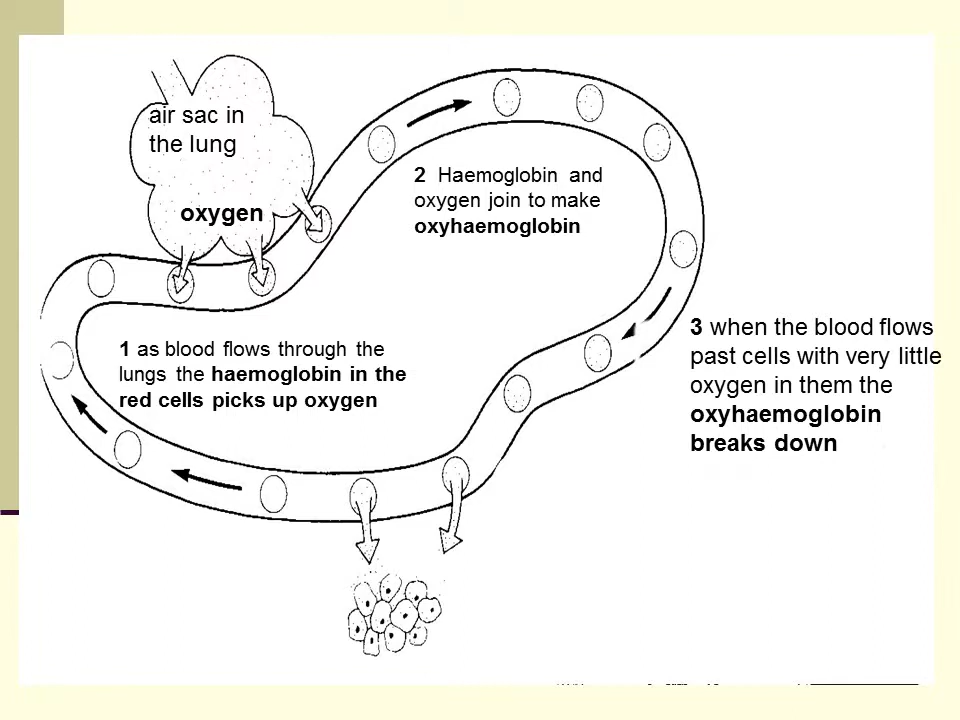 air sac in
the lung
oxygen
2 Haemoglobin and
oxygen join to make
oxyhaemoglobin
1 as blood flows through the
lungs the haemoglobin in the
red cells picks up oxygen
3 when the blood flows
past cells with very little
oxygen in them the
oxyhaemoglobin
breaks down